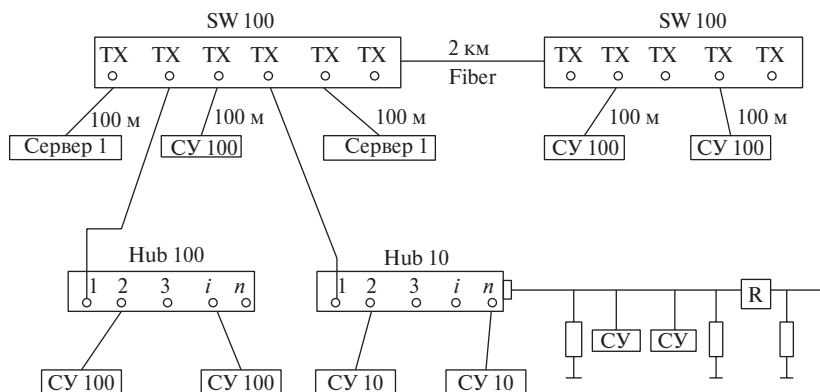 SW 100
SW 100
TX TX TX TX TX TX
2 км
TX TX TX TX TX
Fiber
100 м
100 м
100 м
100 м
100 м
Сервер 1
СУ 100
Сервер 1
СУ 100
СУ 100
Hub 100
Hub 10
1 2 3 i n
1 2 3 i n
R
СУ
СУ
СУ 100
СУ 100
СУ 10
СУ 10